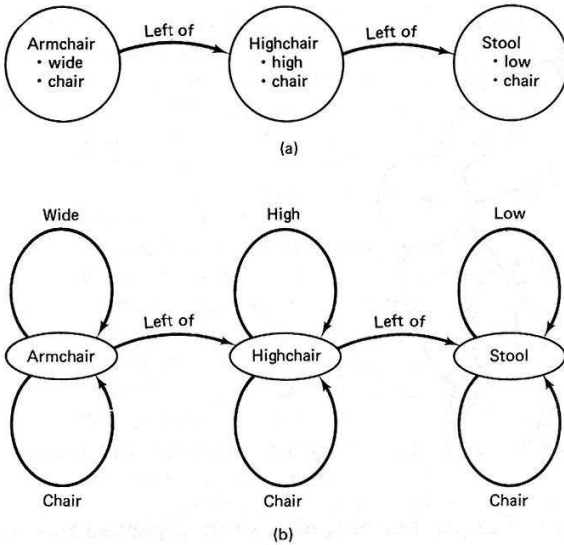 Left of
Left of
Armchair
· wide
· chair
Highchair
· high
· chair
Stool
· low
· chair
(a)
Wide
High
Low
Left of
Left of
Armchair
Highchair
Stool
Chair
Chair
Chair
(b)